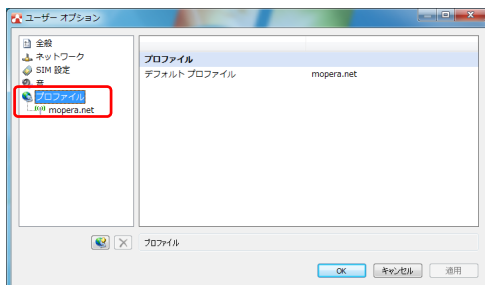 ユーザー オプション
全般
ネットワーク
SIM 設定
音
プロファイル
mopera.net
プロファイル
デフォルト プロファイル mopera.net
プロファイル
OK キャンセル 適用